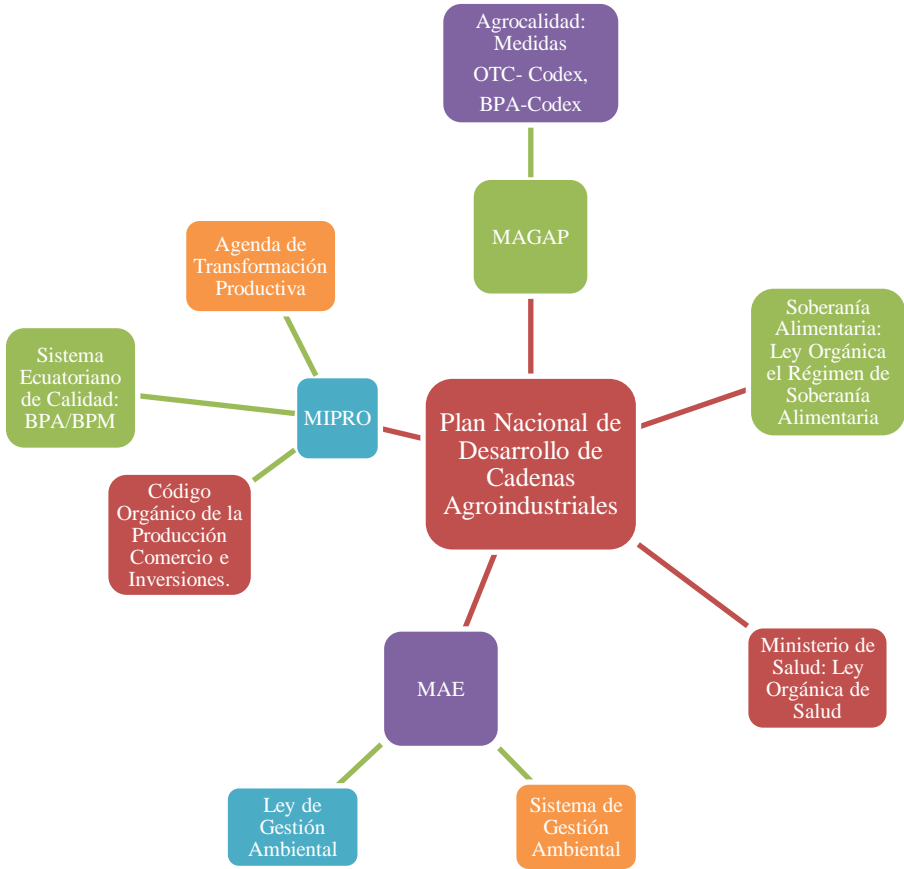 Agrocalidad:
Medidas
OTC- Codex,
BPA-Codex
MAGAP
Agenda de
Transformación
Productiva
Soberanía
Alimentaria:
Ley Orgánica
el Régimen de
Soberanía
Alimentaria
Sistema
Ecuatoriano
de Calidad:
BPA/BPM
MIPRO
Plan Nacional de
Desarrollo de
Cadenas
Agroindustriales
Código
Orgánico de la
Producción
Comercio e
Inversiones.
Ministerio de
Salud: Ley
Orgánica de
Salud
MAE
Ley de
Gestión
Ambiental
Sistema de
Gestión
Ambiental